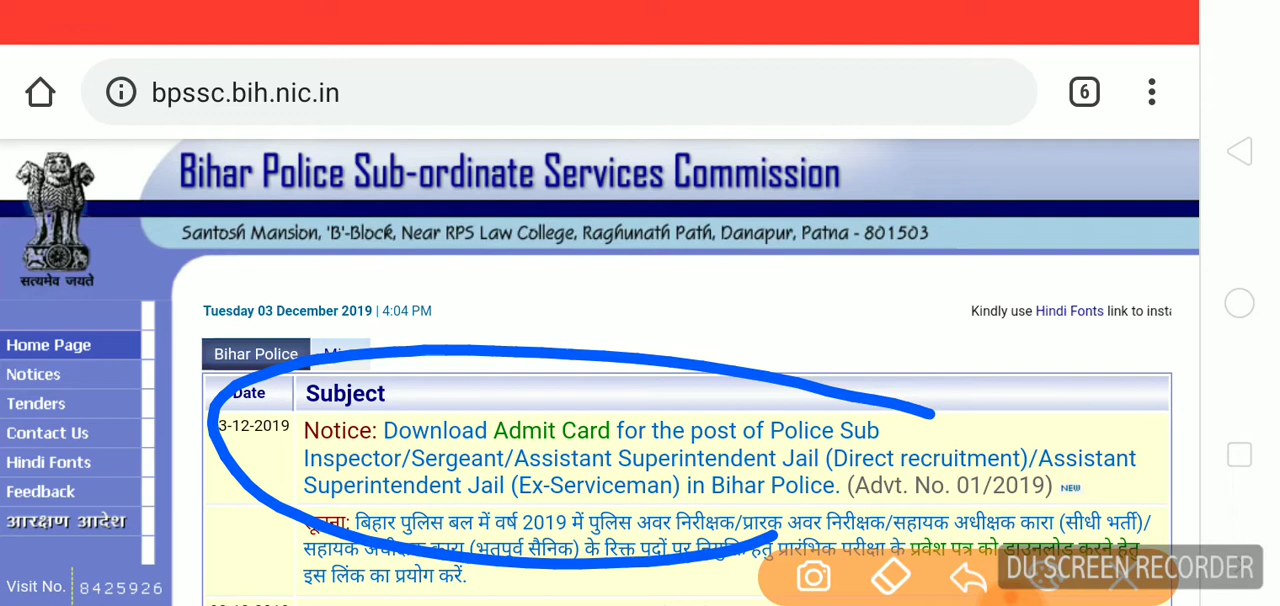 bpssc.bih.nic.in
6
Bihar Police Sub-ordinate Services Commission
Santosh Mansion, 'B'-Block, Near RPS Law College, Raghunath Path, Danapur, Patna - 801503
सत्यमेव जयते
Tuesday 03 December 2019 | 4:04 PM
Kindly use Hindi Fonts link to insta
Home Page
Notices
Tenders
Contact Us
Hindi Fonts
Feedback
आरक्षण आदेश
Visit No. 8425926
Bihar Police
Date Subject
3-12-2019 Notice: Download Admit Card for the post of Police Sub
Inspector/Sergeant/Assistant Superintendent Jail (Direct recruitment)/Assistant
Superintendent Jail (Ex-Serviceman) in Bihar Police. (Advt. No. 01/2019) NEW
सूचना: बिहार पुलिस बल में वर्ष 2019 में पुलिस अवर निरीक्षक/प्रारक्ष अवर निरीक्षक/सहायक अधीक्षक कारा (सीधी भर्ती)/
सहायक अधीक्षक कारा (भूतपूर्व सैनिक) के रिक्त पदों पर नियुक्ति हेतु प्रारंभिक परीक्षा के प्रवेश पत्र को डाउनलोड करने हेतु
इस लिंक का प्रयोग करें.
DU SCREEN RECORDER